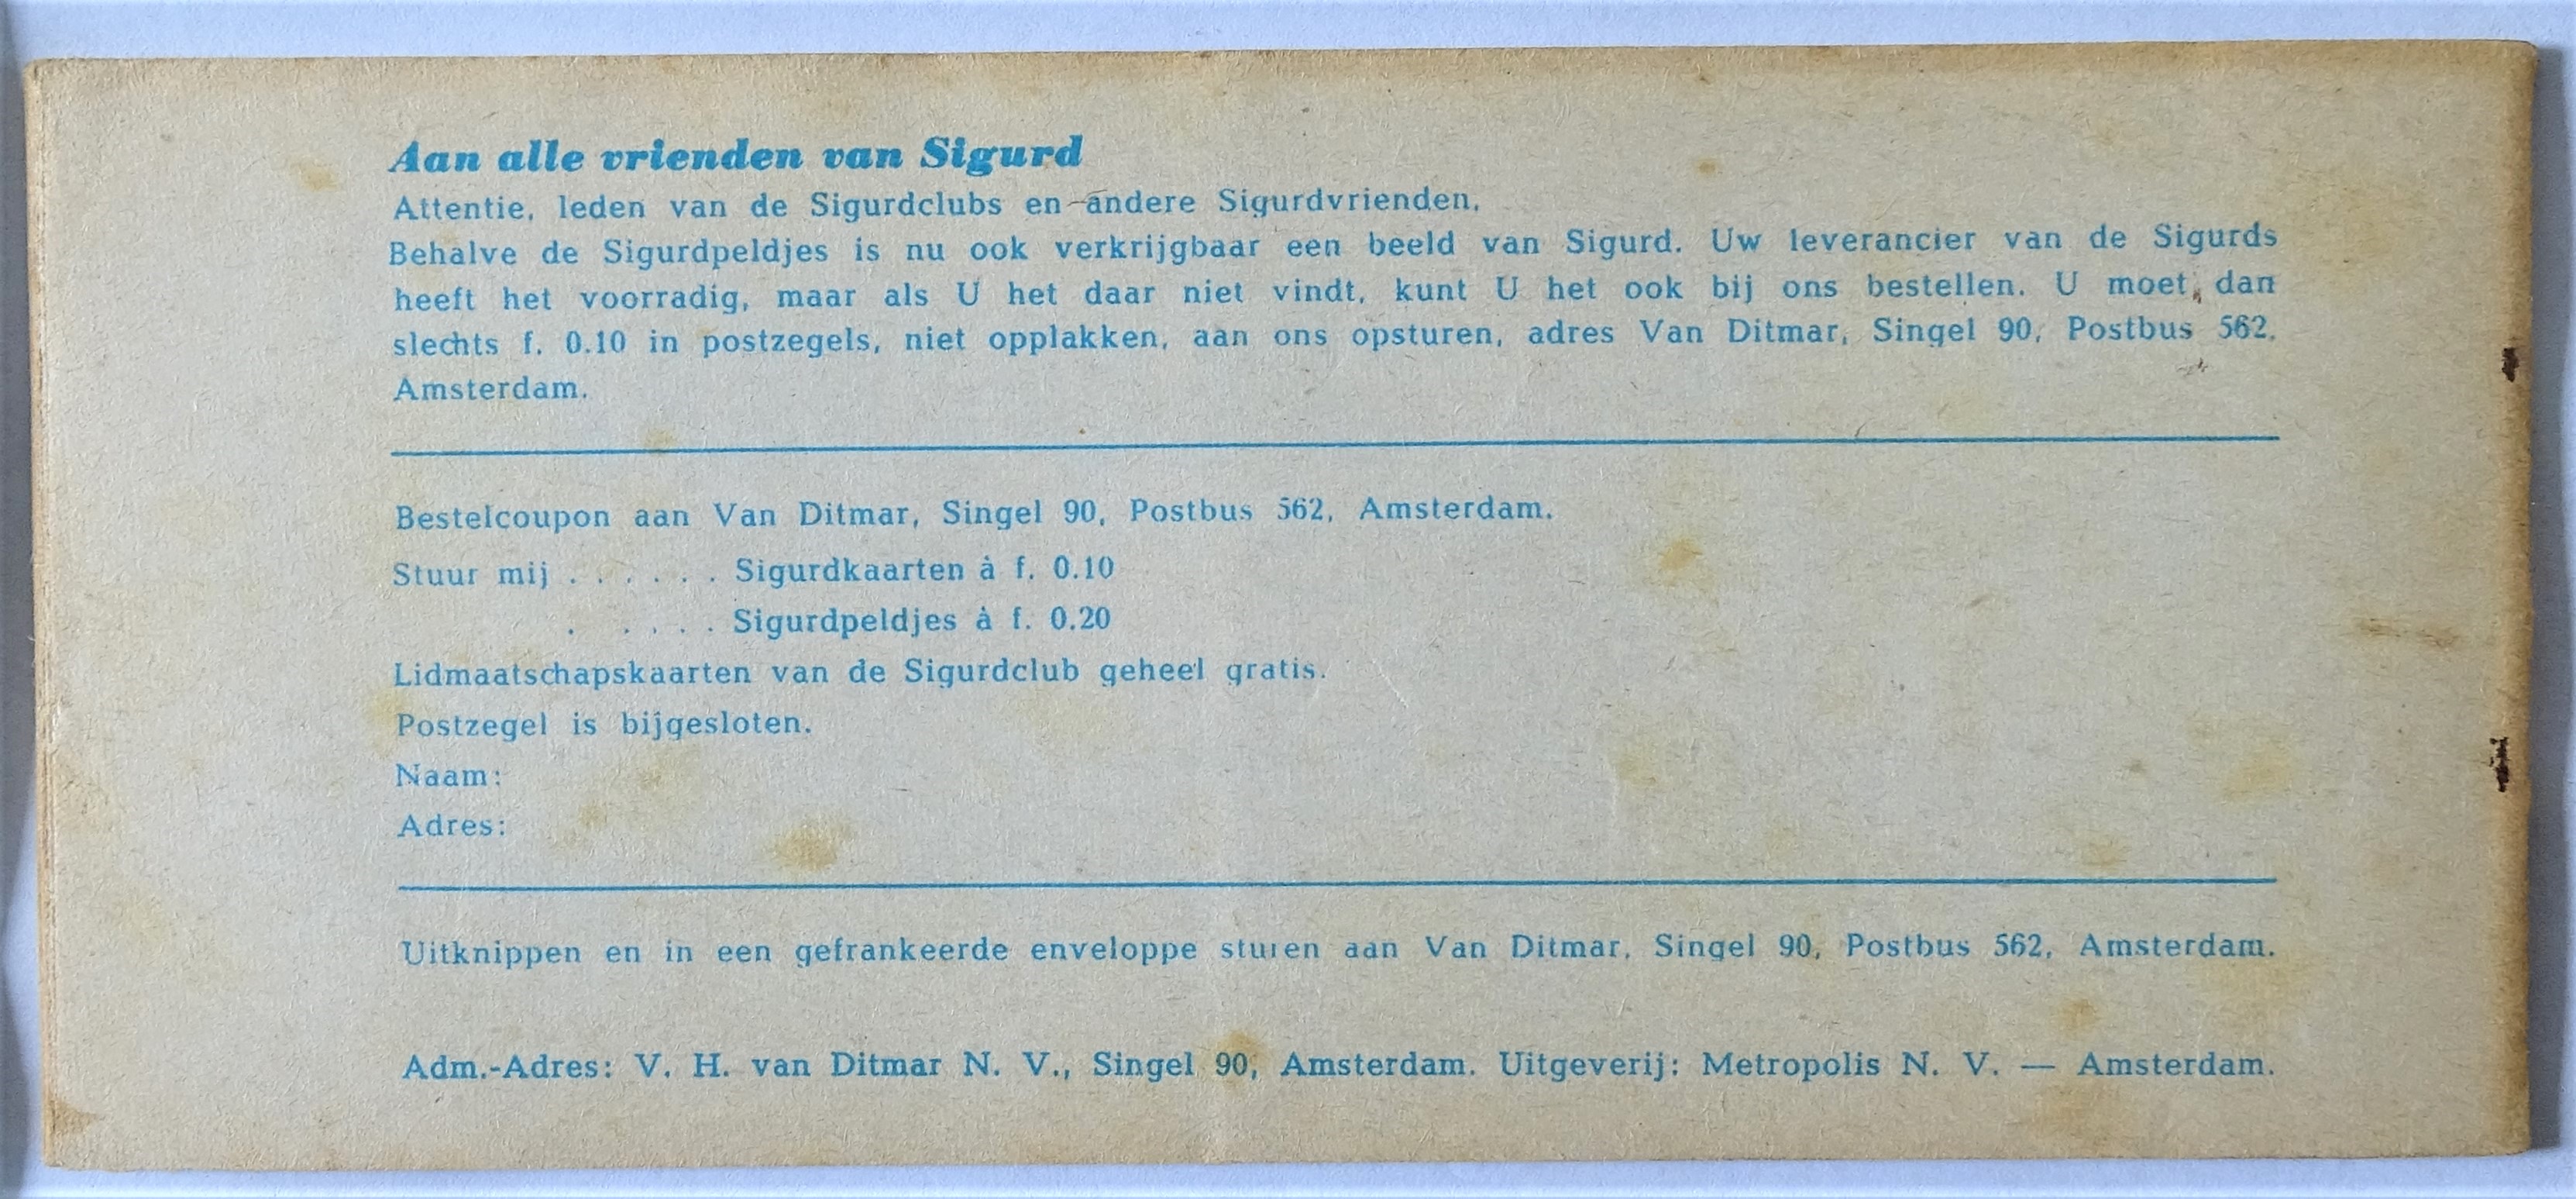 Aan alle vrienden van Sigurd
Attentie, leden van de Sigurdclubs en andere Sigurdvrienden.
Behalve de Sigurdpeldjes is nu ook verkrijgbaar een beeld van Sigurd. Uw leverancier van de Sigurds
heeft het voorradig, maar als U het daar niet vindt, kunt U het ook bij ons bestellen. U moet dan
slechts f. 0.10 in postzegels, niet opplakken, aan ons opsturen, adres Van Ditmar, Singel 90, Postbus 562,
Amsterdam.
Bestelcoupon aan Van Ditmar, Singel 90, Postbus 562, Amsterdam.
Stuur mij . . . . . . Sigurdkaarten à f. 0.10
. . . . . Sigurdpeldjes à f. 0.20
Lidmaatschapskaarten van de Sigurdclub geheel gratis.
Postzegel is bijgesloten.
Naam:
Adres:
Uitknippen en in een gefrankeerde enveloppe sturen aan Van Ditmar, Singel 90, Postbus 562, Amsterdam.
Adm.-Adres: V. H. van Ditmar N. V., Singel 90, Amsterdam. Uitgeverij: Metropolis N. V. — Amsterdam.